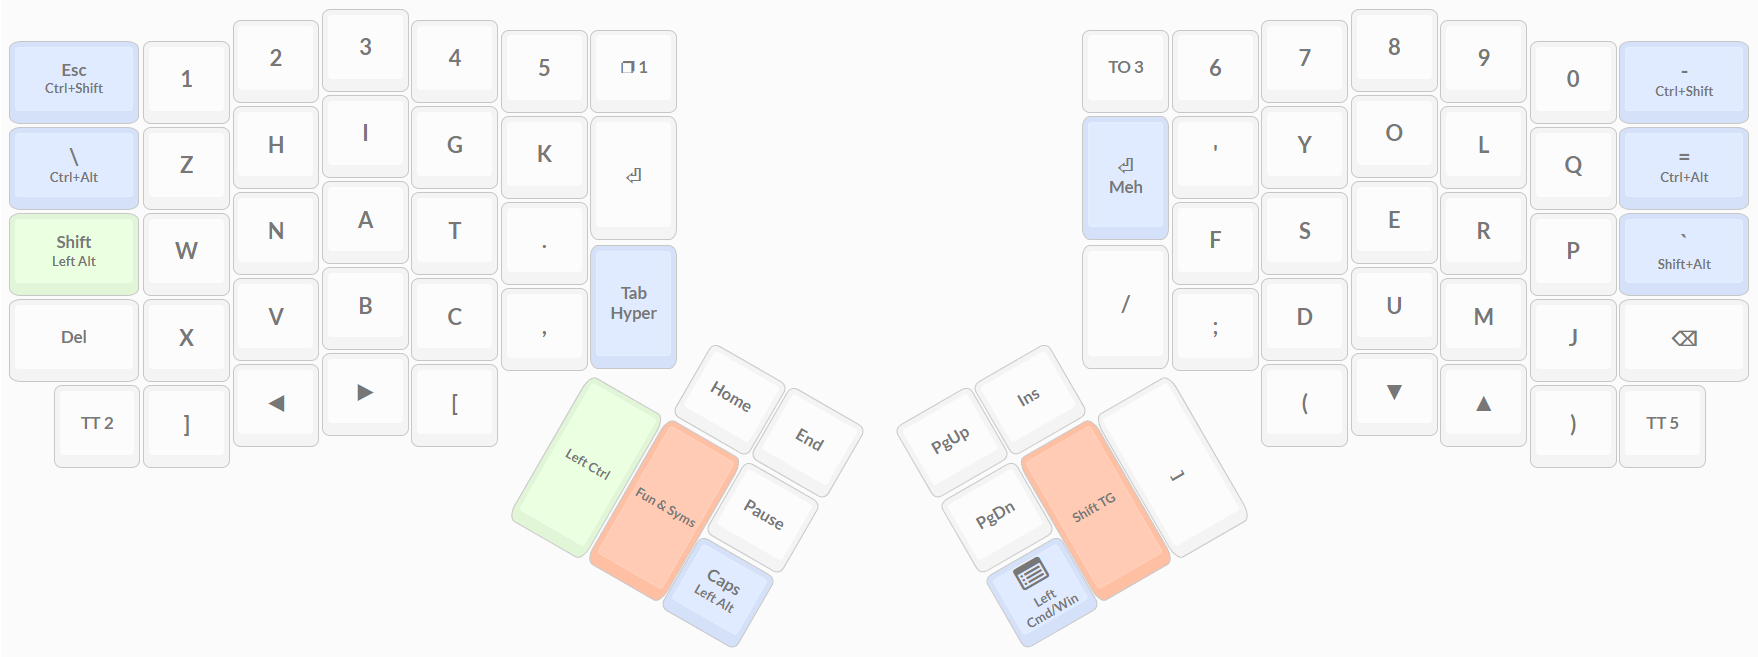 Esc
Ctrl+Shift
1
2
3
4
5
1
\
Ctrl+Alt
Z
H
I
G
K
Shift
Left Alt
W
N
A
T
.
Tab
Hyper
Del
X
V
B
C
,
TT 2
]
[
Left Ctrl
Fun & Syms
Home
End
Pause
Caps
Left Alt
TO 3
6
7
8
9
0
-
Ctrl+Shift
Meh
'
Y
O
L
Q
=
Ctrl+Alt
/
F
S
E
R
P
`
Shift+Alt
;
D
U
M
J
(
)
TT 5
PgUp
Ins
PgDn
Shift TG
Left
Cmd/Win